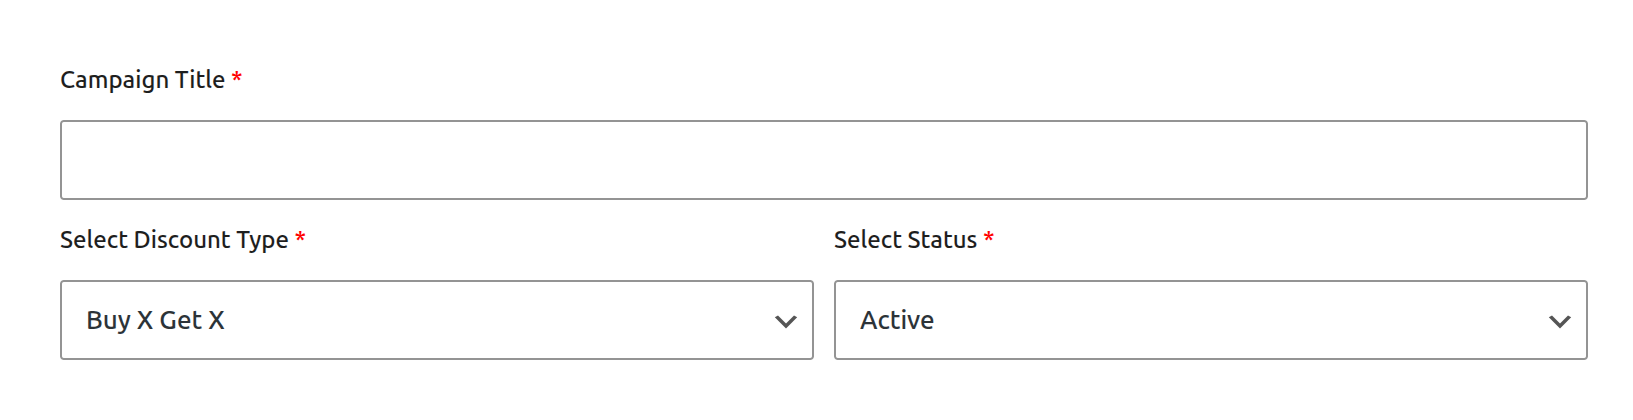 Campaign Title *
Select Discount Type *
Select Status *
Buy X Get X
Active